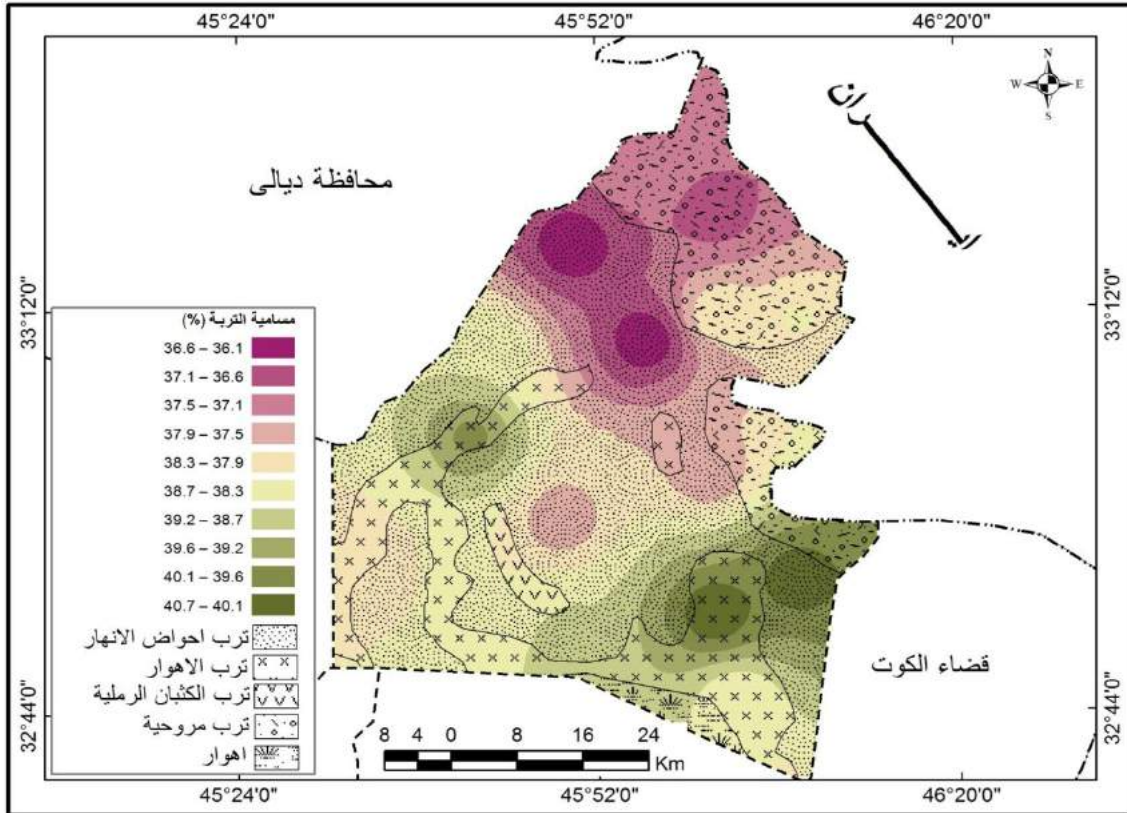 45°24'0"
45°52'0"
46°20'0"
N
W E
S
محافظة ديالى
33°12'0"
33°12'0"
مسامية التربة (%)
36.6 – 36.1
37.1 – 36.6
37.5 – 37.1
37.9 – 37.5
38.3 – 37.9
38.7 – 38.3
39.2 – 38.7
39.6 – 39.2
40.1 – 39.6
40.7 – 40.1
ترب احواض الانهار
ترب الاهوار
ترب الكثبان الرملية
ترب مروحية
اهوار
قضاء الكوت
32°44'0"
32°44'0"
8 4 0 8 16 24
Km
45°24'0"
45°52'0"
46°20'0"